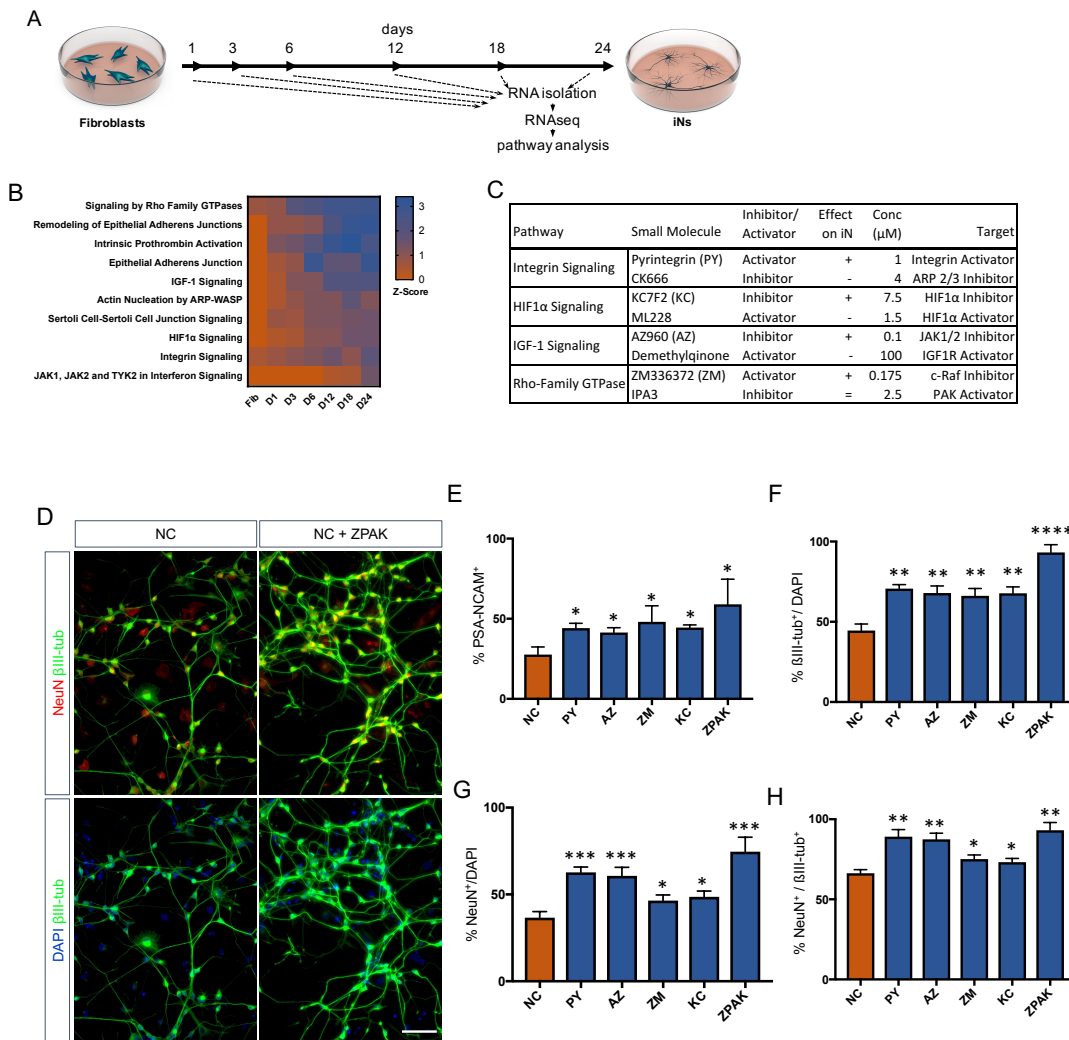 A
days
1 3 6 12 18 24
Fibroblasts
RNA isolation
RNAseq
pathway analysis
iNs
B
Signaling by Rho Family GTPases
Remodeling of Epithelial Adherens Junctions
Intrinsic Prothrombin Activation
Epithelial Adherens Junction
IGF-1 Signaling
Actin Nucleation by ARP-WASP
Sertoli Cell-Sertoli Cell Junction Signaling
HIF1α Signaling
Integrin Signaling
JAK1, JAK2 and TYK2 in Interferon Signaling
Fib D1 D3 D6 D12 D18 D24
3
2
1
0
Z-Score
C
Pathway Small Molecule Inhibitor/ Activator Effect on iN Conc (µM) Target
Integrin Signaling Pyrintegrin (PY) Activator + 1 Integrin Activator
CK666 Inhibitor - 4 ARP 2/3 Inhibitor
HIF1α Signaling KC7F2 (KC) Inhibitor + 7.5 HIF1α Inhibitor
ML228 Activator - 1.5 HIF1α Activator
IGF-1 Signaling AZ960 (AZ) Inhibitor + 0.1 JAK1/2 Inhibitor
Demethylqinone Activator - 100 IGF1R Activator
Rho-Family GTPase ZM336372 (ZM) Activator + 0.175 c-Raf Inhibitor
IPA3 Inhibitor = 2.5 PAK Activator
D
NC NC + ZPAK
NeuN βIII-tub
DAPI βIII-tub
E
% PSA-NCAM⁺
100
50
0
* * * * *
NC PY AZ ZM KC ZPAK
F
% ßIII-tub⁺/ DAPI
100
50
0
** ** ** ** ****
NC PY AZ ZM KC ZPAK
G
% NeuN⁺/DAPI
100
50
0
*** *** * * ***
NC PY AZ ZM KC ZPAK
H
% NeuN⁺ / ßIII-tub⁺
100
50
0
** ** * * **
NC PY AZ ZM KC ZPAK